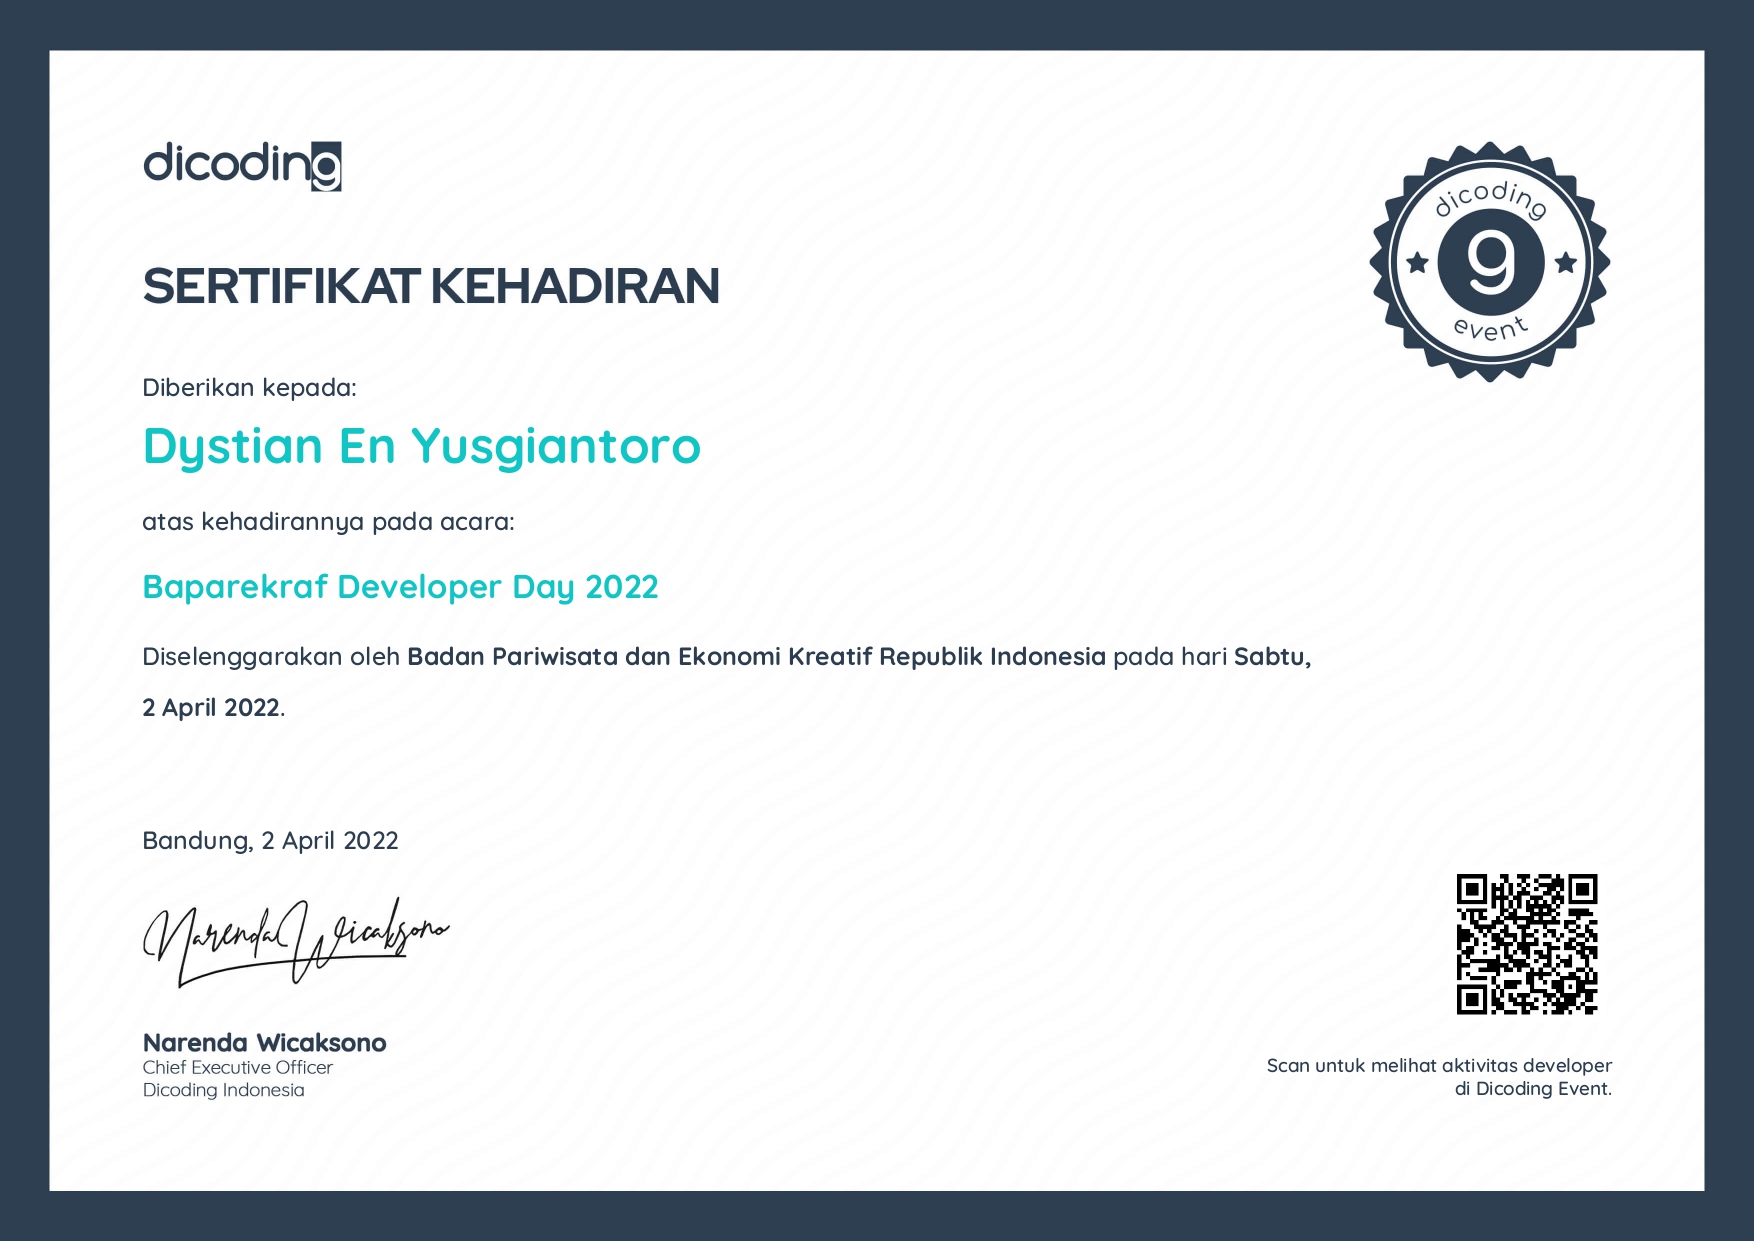 dicoding
dicoding
g
event
SERTIFIKAT KEHADIRAN
Diberikan kepada:
Dystian En Yusgiantoro
atas kehadirannya pada acara:
Baparekraf Developer Day 2022
Diselenggarakan oleh Badan Pariwisata dan Ekonomi Kreatif Republik Indonesia pada hari Sabtu,
2 April 2022.
Bandung, 2 April 2022
Narenda Wicaksono
Narenda Wicaksono
Chief Executive Officer
Dicoding Indonesia
Scan untuk melihat aktivitas developer
di Dicoding Event.